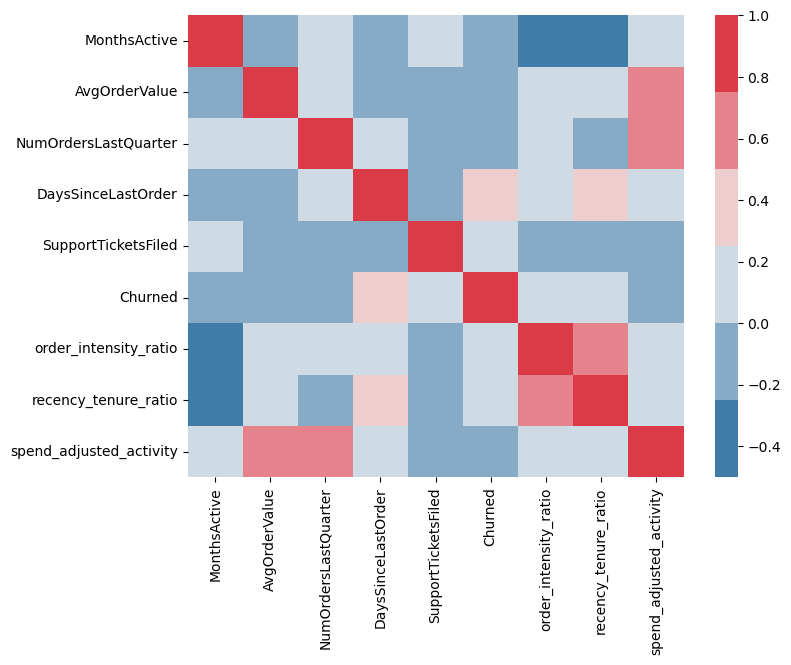 MonthsActive
AvgOrderValue
NumOrdersLastQuarter
DaysSinceLastOrder
SupportTicketsFiled
Churned
order_intensity_ratio
recency_tenure_ratio
spend_adjusted_activity
1.0
0.8
0.6
0.4
0.2
0.0
−0.2
−0.4
MonthsActive
AvgOrderValue
NumOrdersLastQuarter
DaysSinceLastOrder
SupportTicketsFiled
Churned
order_intensity_ratio
recency_tenure_ratio
spend_adjusted_activity